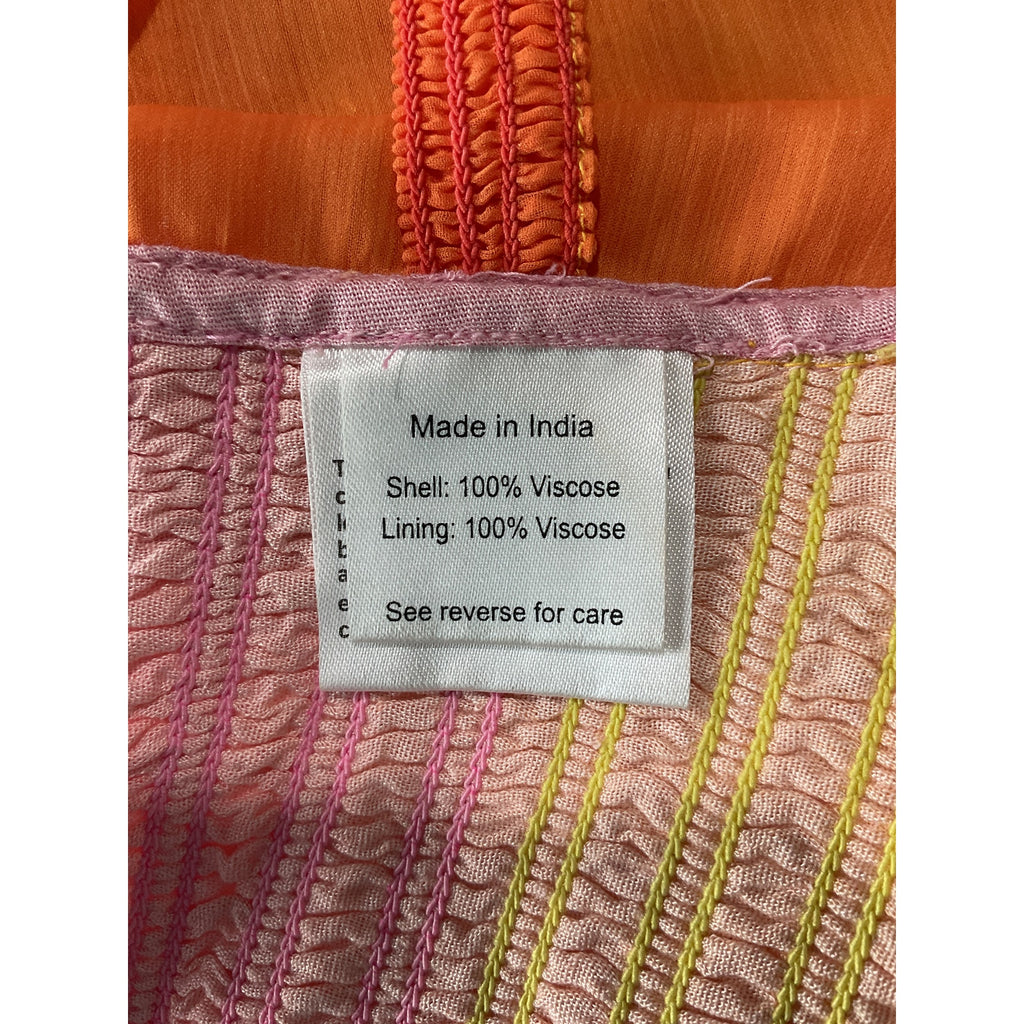 Made in India
Shell: 100% Viscose
Lining: 100% Viscose
See reverse for care